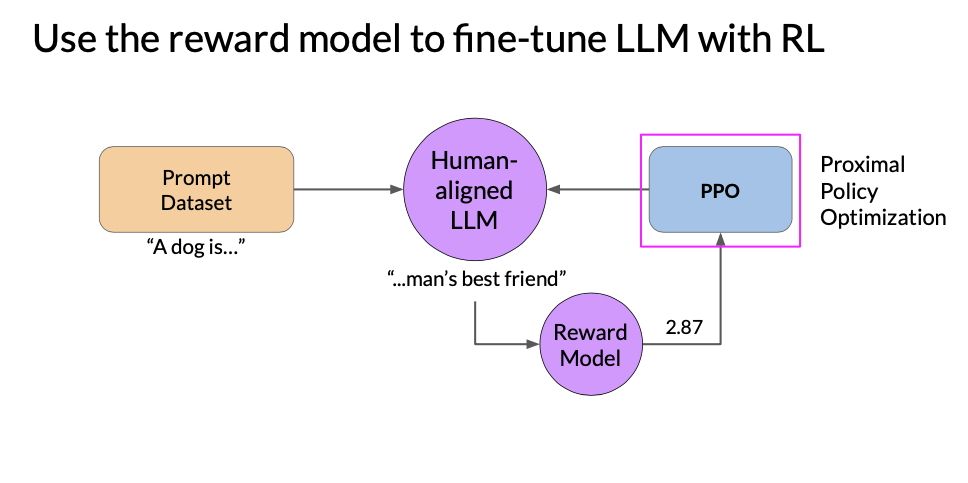 Use the reward model to fine-tune LLM with RL
Prompt
Dataset
“A dog is...”
Human-
aligned
LLM
“...man’s best friend”
PPO
Proximal
Policy
Optimization
Reward
Model
2.87